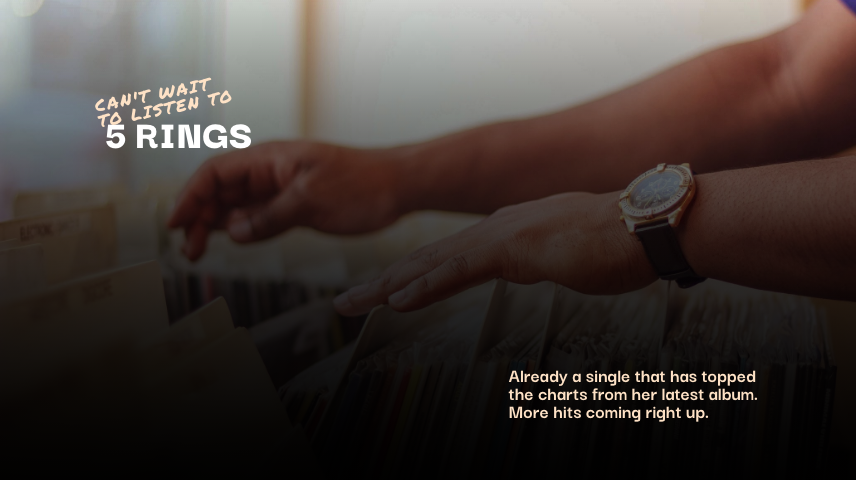 CAN'T WAIT
TO LISTEN TO
5 RINGS
Already a single that has topped
the charts from her latest album.
More hits coming right up.